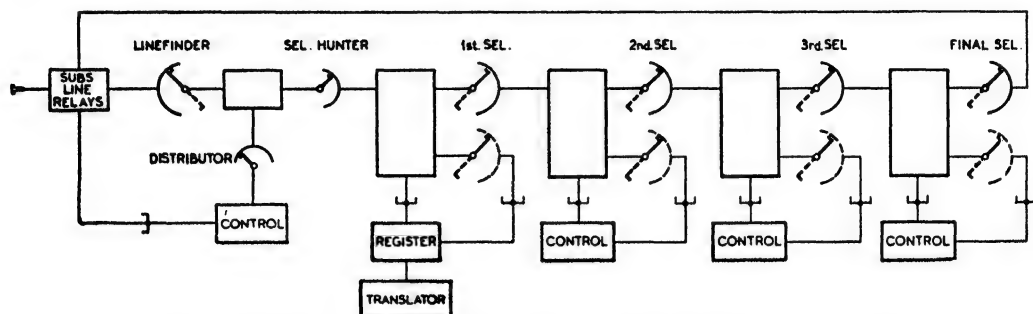 LINEFINDER
SEL. HUNTER
1st. SEL.
2nd. SEL
3rd. SEL
FINAL SEL.
SUBS
LINE
RELAYS
DISTRIBUTOR
CONTROL
REGISTER
CONTROL
CONTROL
CONTROL
TRANSLATOR